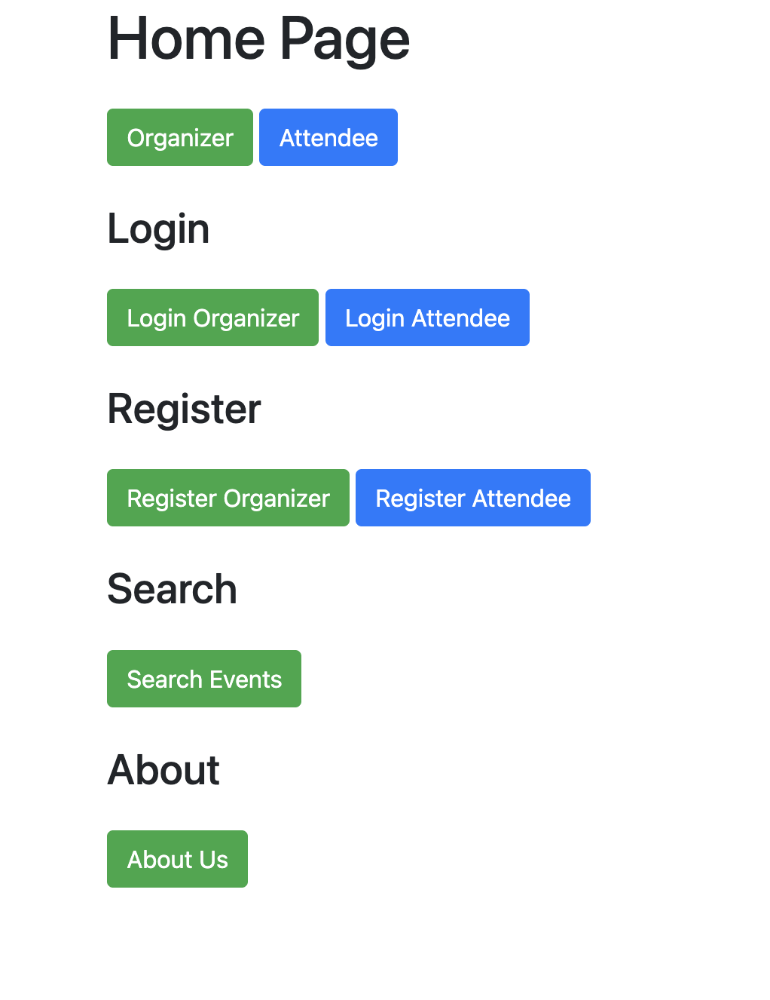 Home Page
Organizer Attendee
Login
Login Organizer Login Attendee
Register
Register Organizer Register Attendee
Search
Search Events
About
About Us